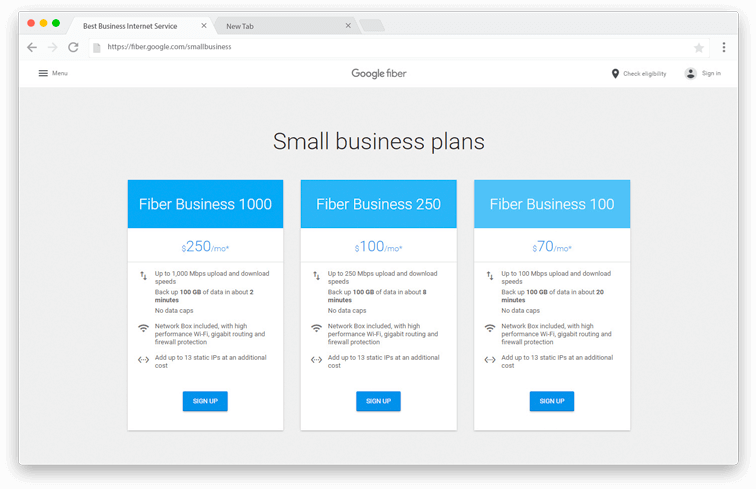 Best Business Internet Service
New Tab
https://fiber.google.com/smallbusiness
Menu
Google fiber
Check eligibility
Sign in
Small business plans
Fiber Business 1000
$250/mo*
Up to 1,000 Mbps upload and download
speeds
Back up 100 GB of data in about 2
minutes
No data caps
Network Box included, with high
performance Wi-Fi, gigabit routing and
firewall protection
Add up to 13 static IPs at an additional
cost
SIGN UP
Fiber Business 250
$100/mo*
Up to 250 Mbps upload and download
speeds
Back up 100 GB of data in about 8
minutes
No data caps
Network Box included, with high
performance Wi-Fi, gigabit routing and
firewall protection
Add up to 13 static IPs at an additional
cost
SIGN UP
Fiber Business 100
$70/mo*
Up to 100 Mbps upload and download
speeds
Back up 100 GB of data in about 20
minutes
No data caps
Network Box included, with high
performance Wi-Fi, gigabit routing and
firewall protection
Add up to 13 static IPs at an additional
cost
SIGN UP